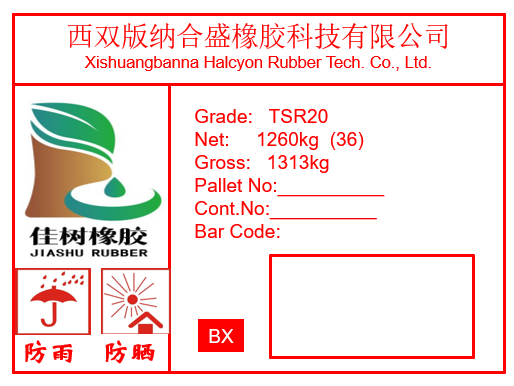 西双版纳合盛橡胶科技有限公司
Xishuangbanna Halcyon Rubber Tech. Co., Ltd.
Grade: TSR20
Net: 1260kg (36)
Gross: 1313kg
Pallet No:__________
Cont.No:__________
Bar Code:
佳树橡胶
JIASHU RUBBER
防雨 防晒
BX